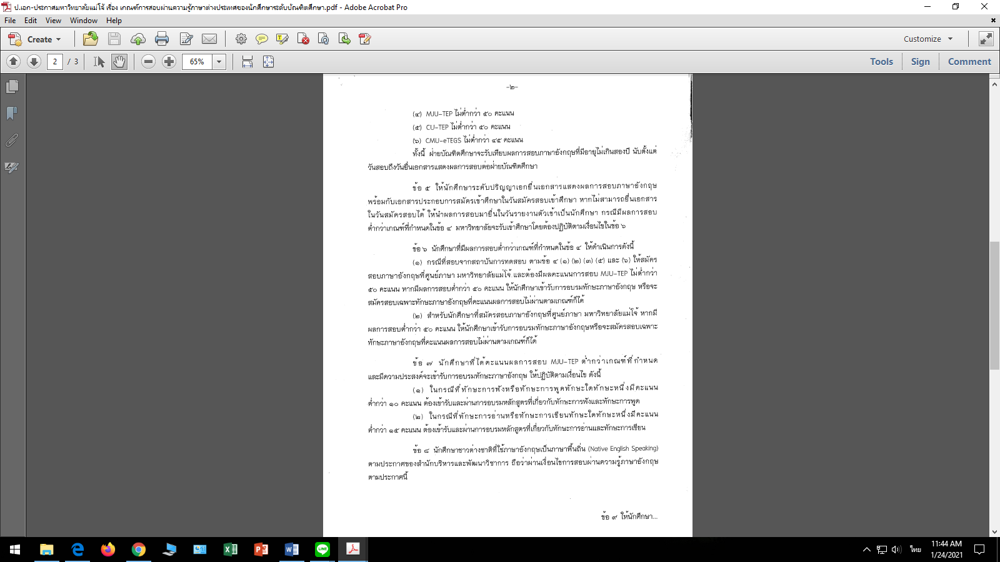 ป.เอก-ประกาศมหาวิทยาลัยแม่โจ้ เรื่อง เกณฑ์การสอบผ่านความรู้ภาษาต่างประเทศของนักศึกษาระดับบัณฑิตศึกษา.pdf - Adobe Acrobat Pro
File Edit View Window Help
Create Customize
2 / 3 65% Tools Sign Comment
-๒-
(๔) MJU-TEP ไม่ต่ำกว่า ๕๐ คะแนน
(๕) CU-TEP ไม่ต่ำกว่า ๕๐ คะแนน
(๖) CMU-eTEGS ไม่ต่ำกว่า ๔๕ คะแนน
ทั้งนี้ ฝ่ายบัณฑิตศึกษาจะรับเทียบผลการสอบภาษาอังกฤษที่มีอายุไม่เกินสองปี นับตั้งแต่
วันสอบถึงวันยื่นเอกสารแสดงผลการสอบต่อฝ่ายบัณฑิตศึกษา
ข้อ ๕ ให้นักศึกษาระดับปริญญาเอกยื่นเอกสารแสดงผลการสอบภาษาอังกฤษ
พร้อมกับเอกสารประกอบการสมัครเข้าศึกษาในวันสมัครสอบเข้าศึกษา หากไม่สามารถยื่นเอกสาร
ในวันสมัครสอบได้ ให้นำผลการสอบมายื่นในวันรายงานตัวเข้าเป็นนักศึกษา กรณีมีผลการสอบ
ต่ำกว่าเกณฑ์ที่กำหนดในข้อ ๔ มหาวิทยาลัยจะรับเข้าศึกษาโดยต้องปฏิบัติตามเงื่อนไขในข้อ ๖
ข้อ ๖ นักศึกษาที่มีผลการสอบต่ำกว่าเกณฑ์ที่กำหนดในข้อ ๔ ให้ดำเนินการดังนี้
(๑) กรณีที่สอบจากสถาบันการทดสอบ ตามข้อ ๔ (๑) (๒) (๓) (๕) และ (๖) ให้สมัคร
สอบภาษาอังกฤษที่ศูนย์ภาษา มหาวิทยาลัยแม่โจ้ และต้องมีผลคะแนนการสอบ MJU-TEP ไม่ต่ำกว่า
๕๐ คะแนน หากมีผลการสอบต่ำกว่า ๕๐ คะแนน ให้นักศึกษาเข้ารับการอบรมทักษะภาษาอังกฤษ หรือจะ
สมัครสอบเฉพาะทักษะภาษาอังกฤษที่คะแนนผลการสอบไม่ผ่านตามเกณฑ์ก็ได้
(๒) สำหรับนักศึกษาที่สมัครสอบภาษาอังกฤษที่ศูนย์ภาษา มหาวิทยาลัยแม่โจ้ หากมี
ผลการสอบต่ำกว่า ๕๐ คะแนน ให้นักศึกษาเข้ารับการอบรมทักษะภาษาอังกฤษหรือจะสมัครสอบเฉพาะ
ทักษะภาษาอังกฤษที่คะแนนผลการสอบไม่ผ่านตามเกณฑ์ก็ได้
ข้อ ๗ นักศึกษาที่ได้คะแนนผลการสอบ MJU-TEP ต่ำกว่าเกณฑ์ที่กำหนด
และมีความประสงค์จะเข้ารับการอบรมทักษะภาษาอังกฤษ ให้ปฏิบัติตามเงื่อนไข ดังนี้
(๑) ในกรณีที่ทักษะการฟังหรือทักษะการพูดทักษะใดทักษะหนึ่งมีคะแนน
ต่ำกว่า ๑๐ คะแนน ต้องเข้ารับและผ่านการอบรมหลักสูตรที่เกี่ยวกับทักษะการฟังและทักษะการพูด
(๒) ในกรณีที่ทักษะการอ่านหรือทักษะการเขียนทักษะใดทักษะหนึ่งมีคะแนน
ต่ำกว่า ๑๕ คะแนน ต้องเข้ารับและผ่านการอบรมหลักสูตรที่เกี่ยวกับทักษะการอ่านและทักษะการเขียน
ข้อ ๘ นักศึกษาชาวต่างชาติที่ใช้ภาษาอังกฤษเป็นภาษาพื้นถิ่น (Native English Speaking)
ตามประกาศของสำนักบริหารและพัฒนาวิชาการ ถือว่าผ่านเงื่อนไขการสอบผ่านความรู้ภาษาอังกฤษ
ตามประกาศนี้
ข้อ ๙ ให้นักศึกษา...
ไทย 11:44 AM
1/24/2021